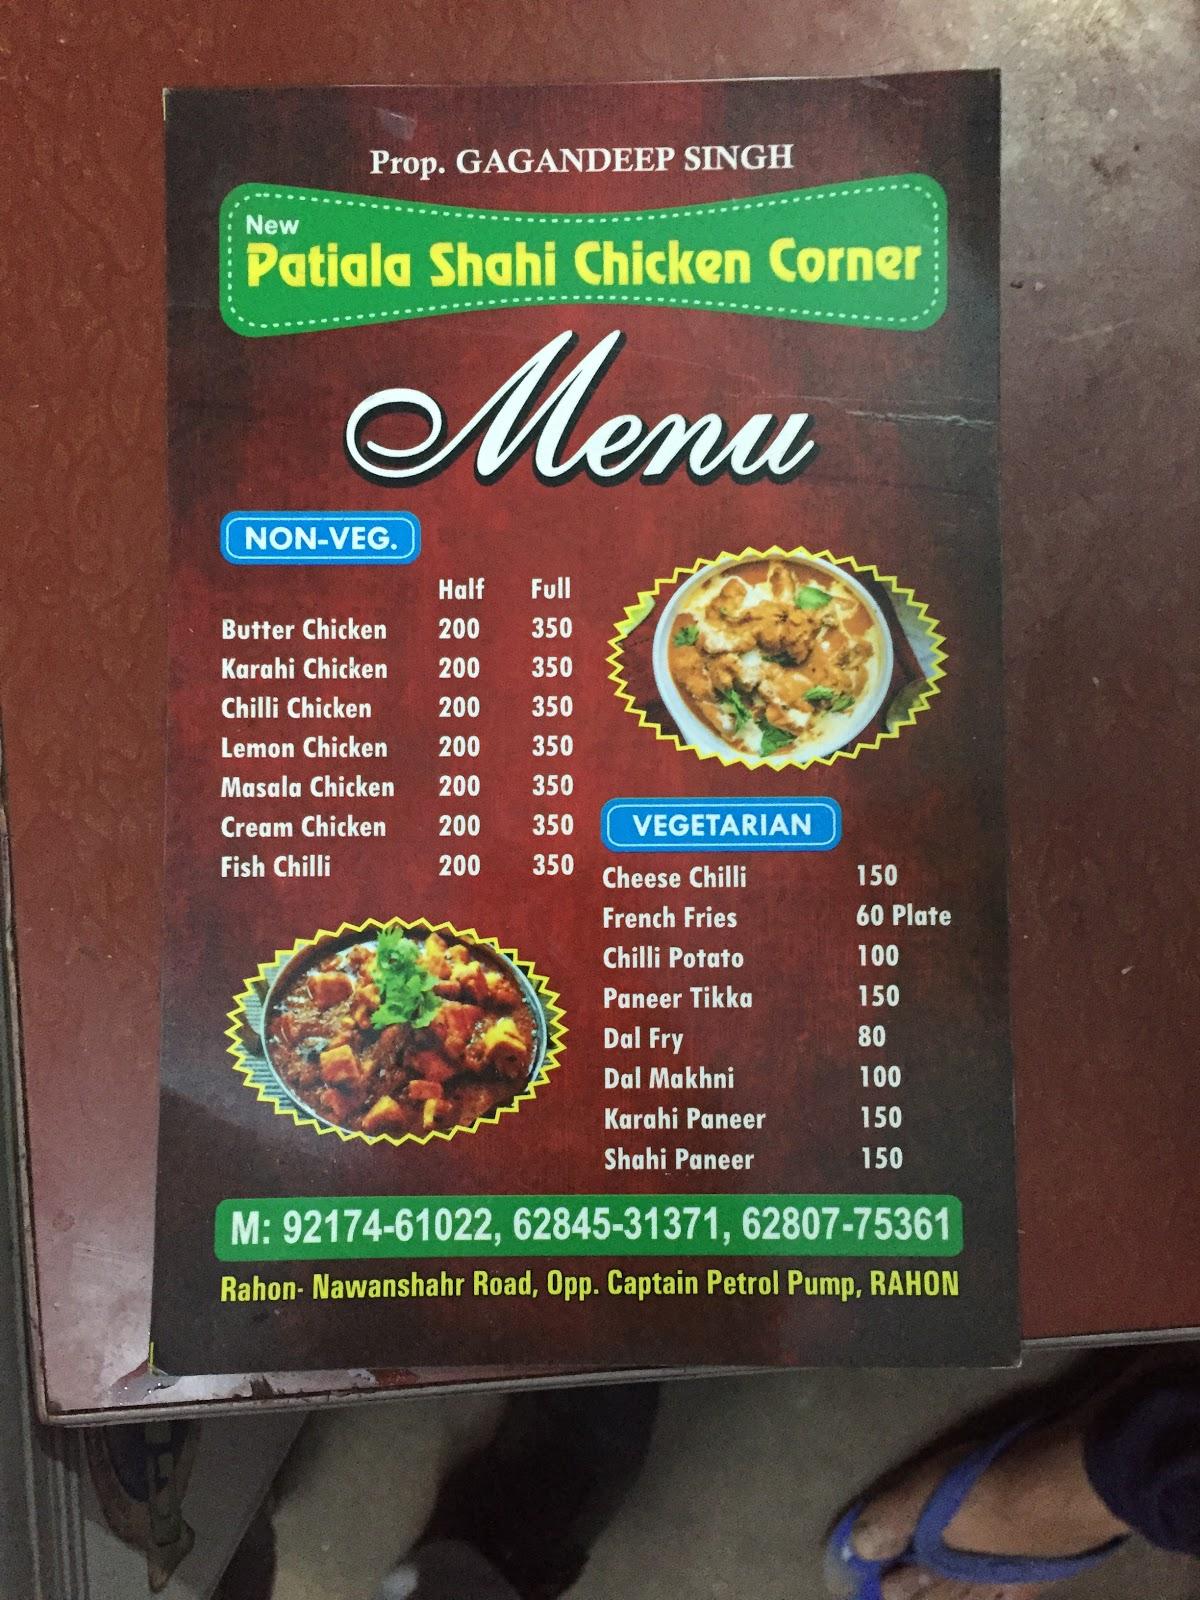 Prop. GAGANDEEP SINGH
New
Patiala Shahi Chicken Corner
Menu
NON-VEG.
Half Full
Butter Chicken 200 350
Karahi Chicken 200 350
Chilli Chicken 200 350
Lemon Chicken 200 350
Masala Chicken 200 350
Cream Chicken 200 350
Fish Chilli 200 350
VEGETARIAN
Cheese Chilli 150
French Fries 60 Plate
Chilli Potato 100
Paneer Tikka 150
Dal Fry 80
Dal Makhni 100
Karahi Paneer 150
Shahi Paneer 150
M: 92174-61022, 62845-31371, 62807-75361
Rahon- Nawanshahr Road, Opp. Captain Petrol Pump, RAHON